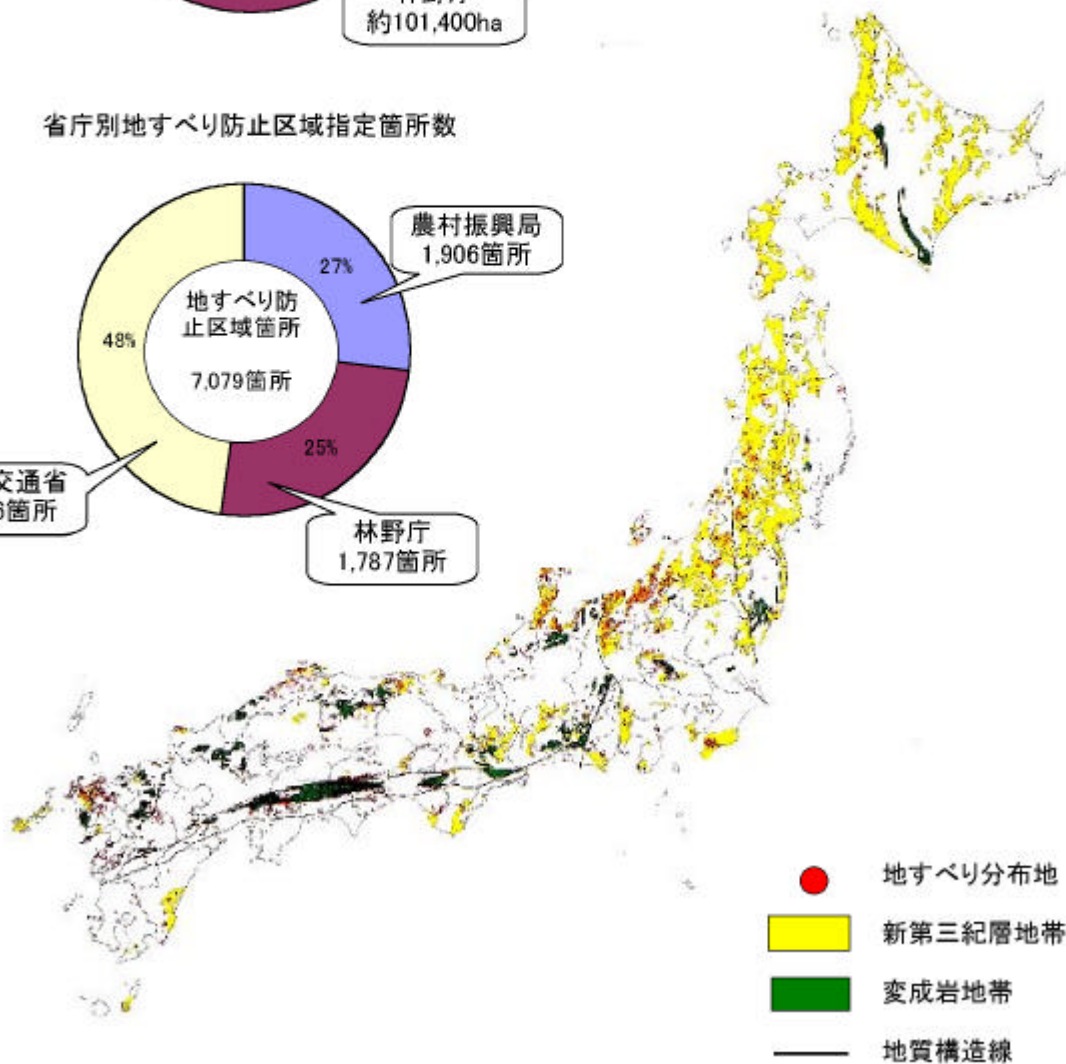 約101,400ha
省庁別地すべり防止区域指定箇所数
農村振興局
1,906箇所
27%
地すべり防
止区域箇所
7,079箇所
48%
25%
交通省
6箇所
林野庁
1,787箇所
地すべり分布地
新第三紀層地帯
変成岩地帯
地質構造線